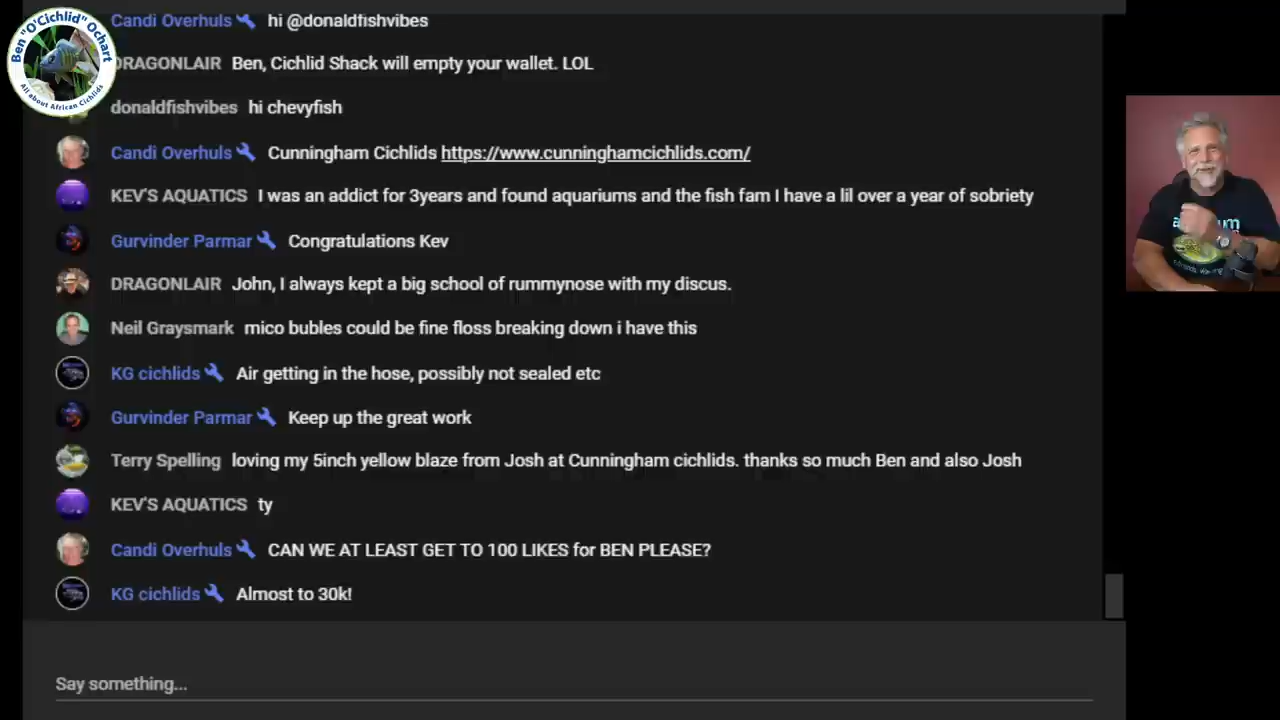 Ben "O'Cichlid" Ochart
All about African Cichlids
Candi Overhuls hi @donaldfishvibes
DRAGONLAIR Ben, Cichlid Shack will empty your wallet. LOL
donaldfishvibes hi chevyfish
Candi Overhuls Cunningham Cichlids https://www.cunninghamcichlids.com/
KEV'S AQUATICS I was an addict for 3years and found aquariums and the fish fam I have a lil over a year of sobriety
Gurvinder Parmar Congratulations Kev
DRAGONLAIR John, I always kept a big school of rummynose with my discus.
Neil Graysmark mico bubles could be fine floss breaking down i have this
KG cichlids Air getting in the hose, possibly not sealed etc
Gurvinder Parmar Keep up the great work
Terry Spelling loving my 5inch yellow blaze from Josh at Cunningham cichlids. thanks so much Ben and also Josh
KEV'S AQUATICS ty
Candi Overhuls CAN WE AT LEAST GET TO 100 LIKES for BEN PLEASE?
KG cichlids Almost to 30k!
Say something...